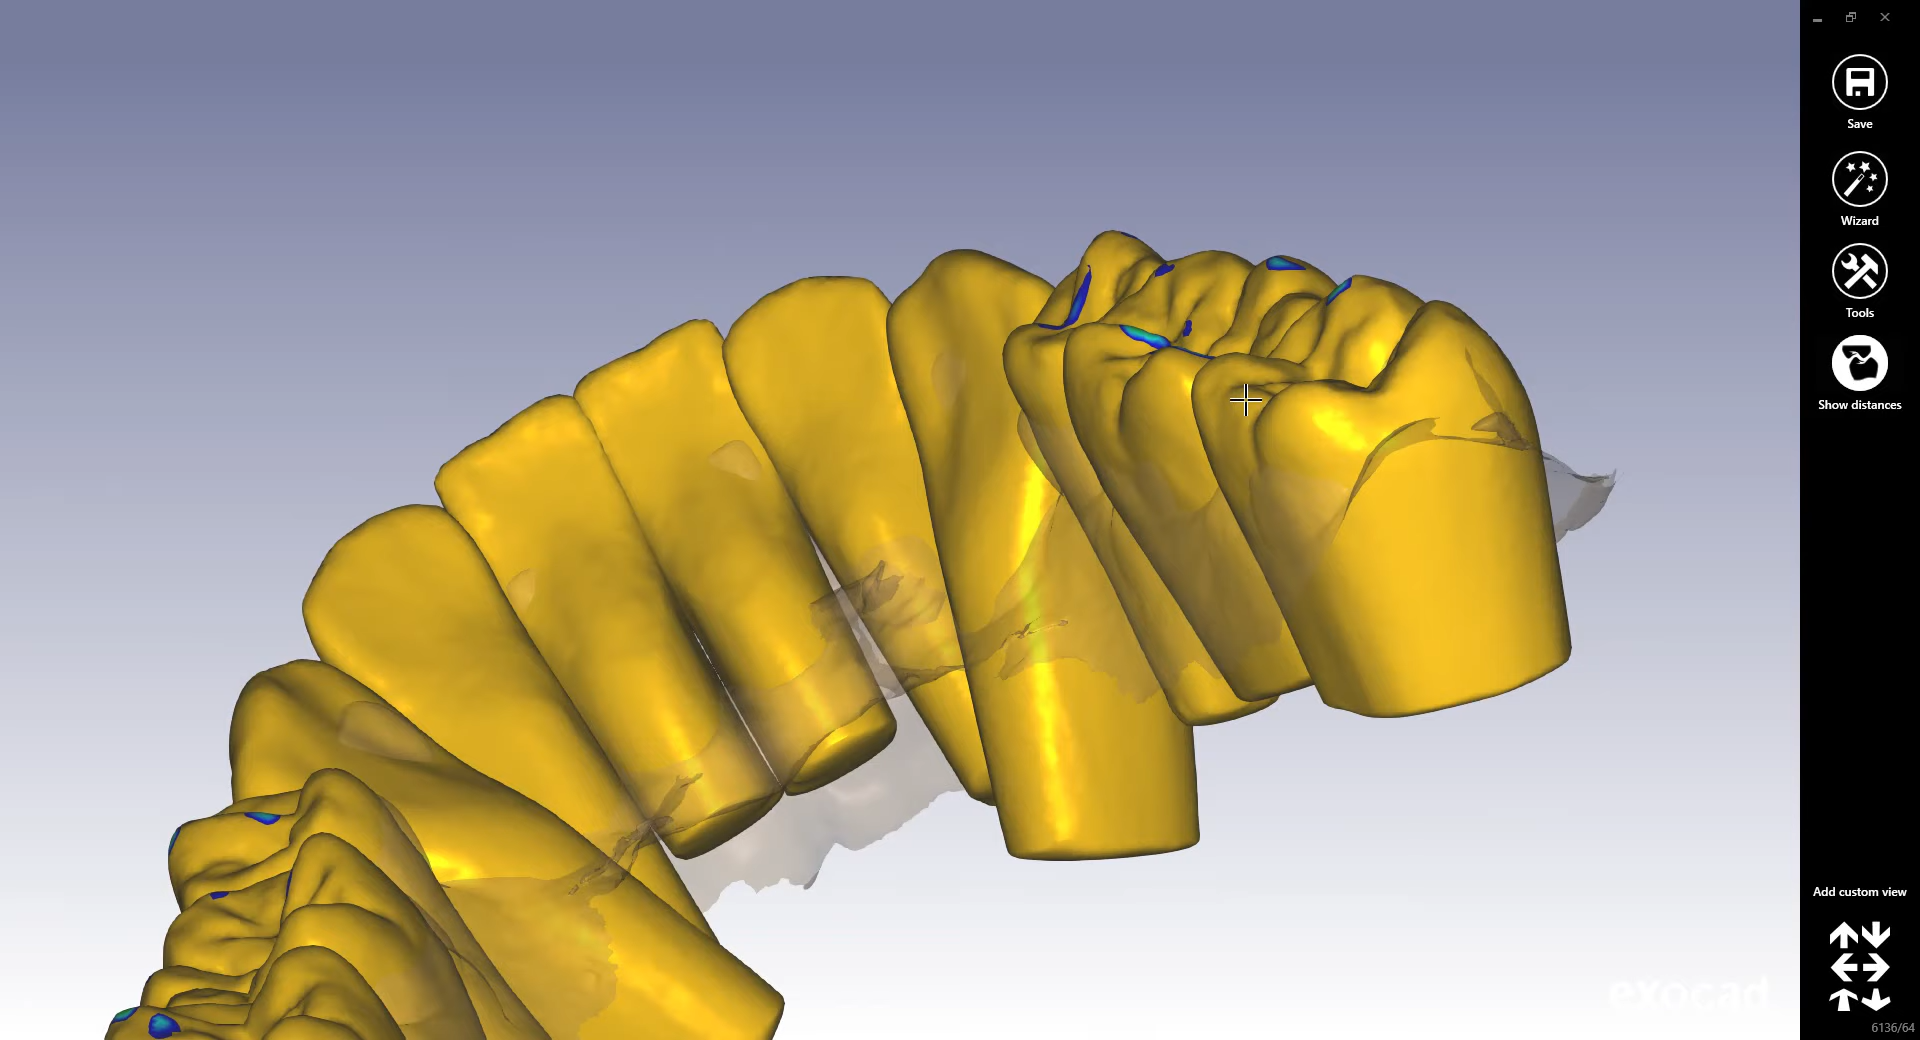 Save
Wizard
Tools
Show distances
Add custom view
exocad
6136/64